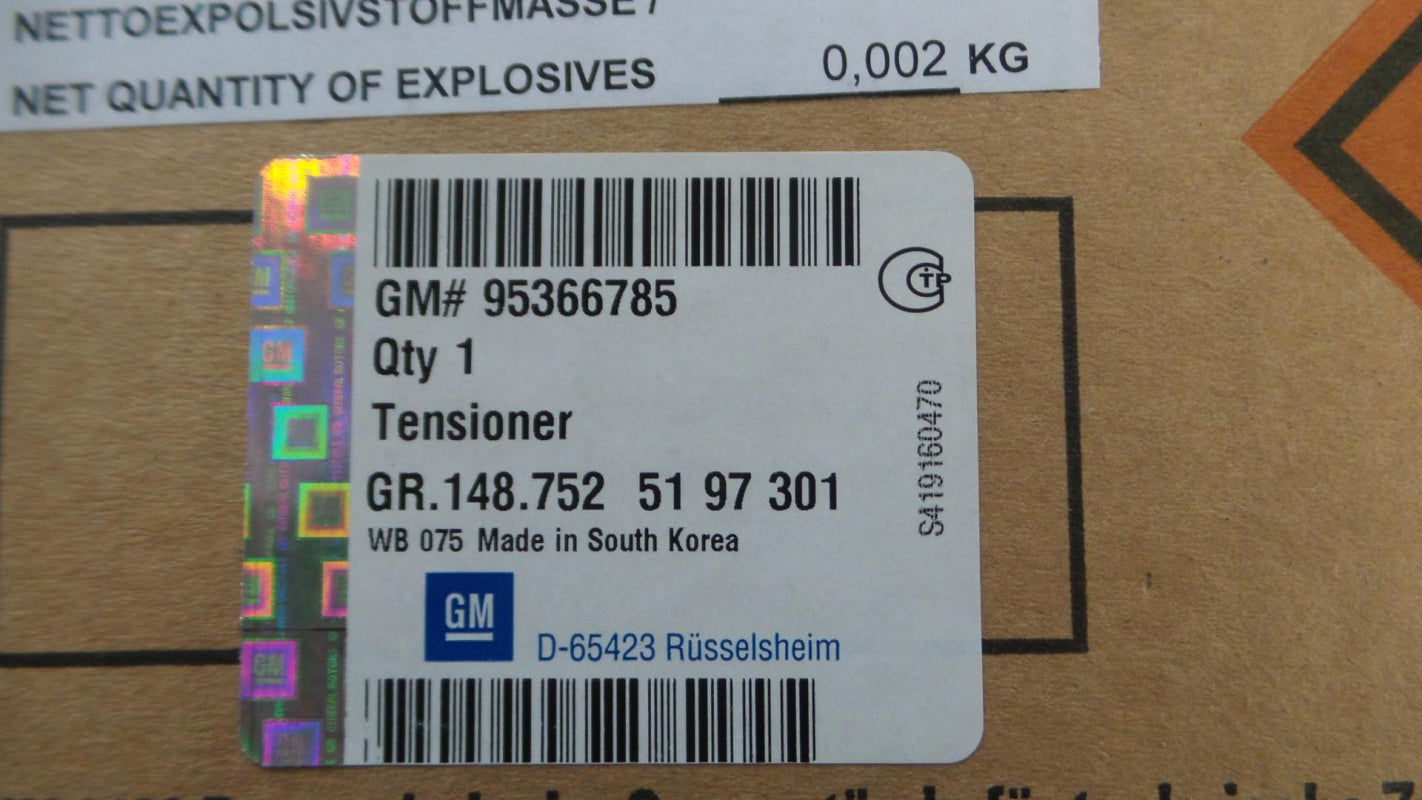 NETTOEXPOLSIVSTOFFMASSE /
NET QUANTITY OF EXPLOSIVES 0,002 KG
GM# 95366785
Qty 1
Tensioner
GR.148.752 51 97 301
WB 075 Made in South Korea
GM
D-65423 Rüsselsheim
S419160470
GM